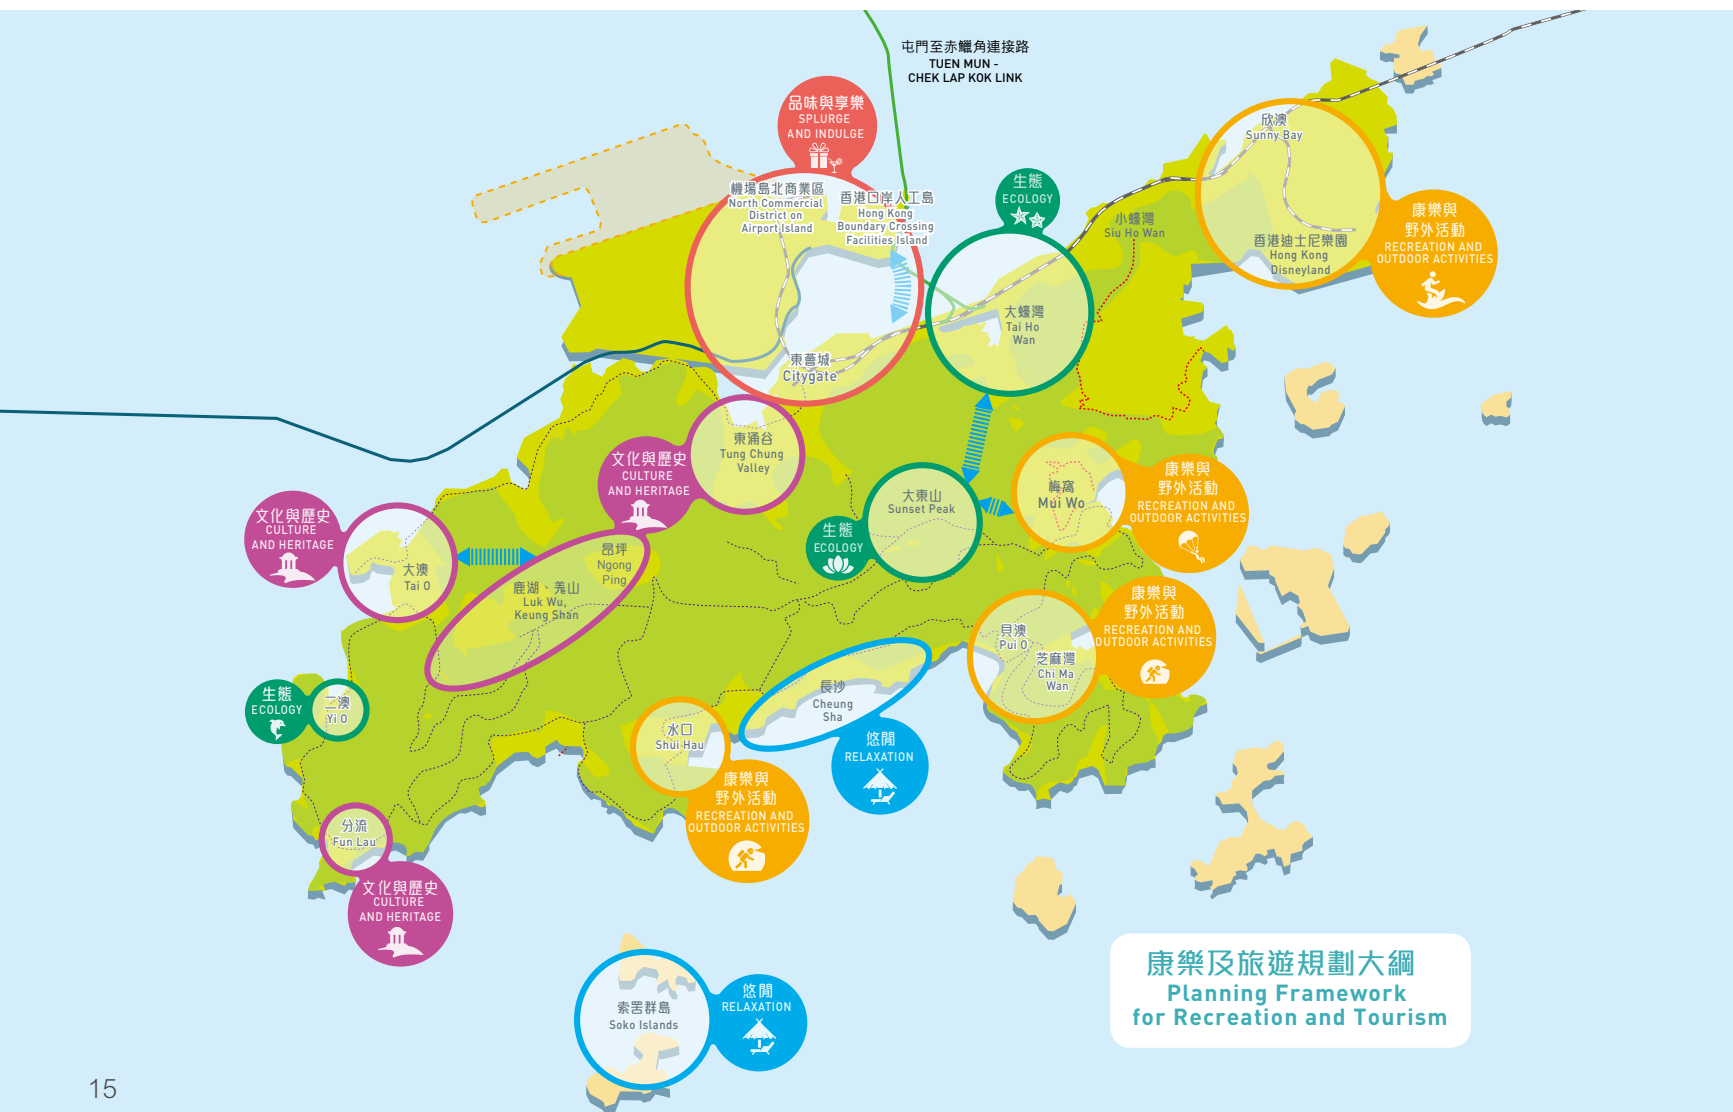 屯門至赤鱲角連接路
TUEN MUN -
CHEK LAP KOK LINK
品味與享樂
SPLURGE
AND INDULGE
機場島北商業區
North Commercial
District on
Airport Island
香港口岸人工島
Hong Kong
Boundary Crossing
Facilities Island
生態
ECOLOGY
小蠔灣
Siu Ho Wan
欣澳
Sunny Bay
香港迪士尼樂園
Hong Kong
Disneyland
康樂與
野外活動
RECREATION AND
OUTDOOR ACTIVITIES
大蠔灣
Tai Ho
Wan
東薈城
Citygate
東涌谷
Tung Chung
Valley
文化與歷史
CULTURE
AND HERITAGE
大東山
Sunset Peak
生態
ECOLOGY
梅窩
Mui Wo
康樂與
野外活動
RECREATION AND
OUTDOOR ACTIVITIES
文化與歷史
CULTURE
AND HERITAGE
大澳
Tai O
昂坪
Ngong
Ping
鹿湖、羗山
Luk Wu,
Keung Shan
貝澳
Pui O
芝麻灣
Chi Ma
Wan
康樂與
野外活動
RECREATION AND
OUTDOOR ACTIVITIES
生態
ECOLOGY
二澳
Yi O
長沙
Cheung
Sha
悠閒
RELAXATION
水口
Shui Hau
康樂與
野外活動
RECREATION AND
OUTDOOR ACTIVITIES
分流
Fun Lau
文化與歷史
CULTURE
AND HERITAGE
索罟群島
Soko Islands
悠閒
RELAXATION
康樂及旅遊規劃大綱
Planning Framework
for Recreation and Tourism
15